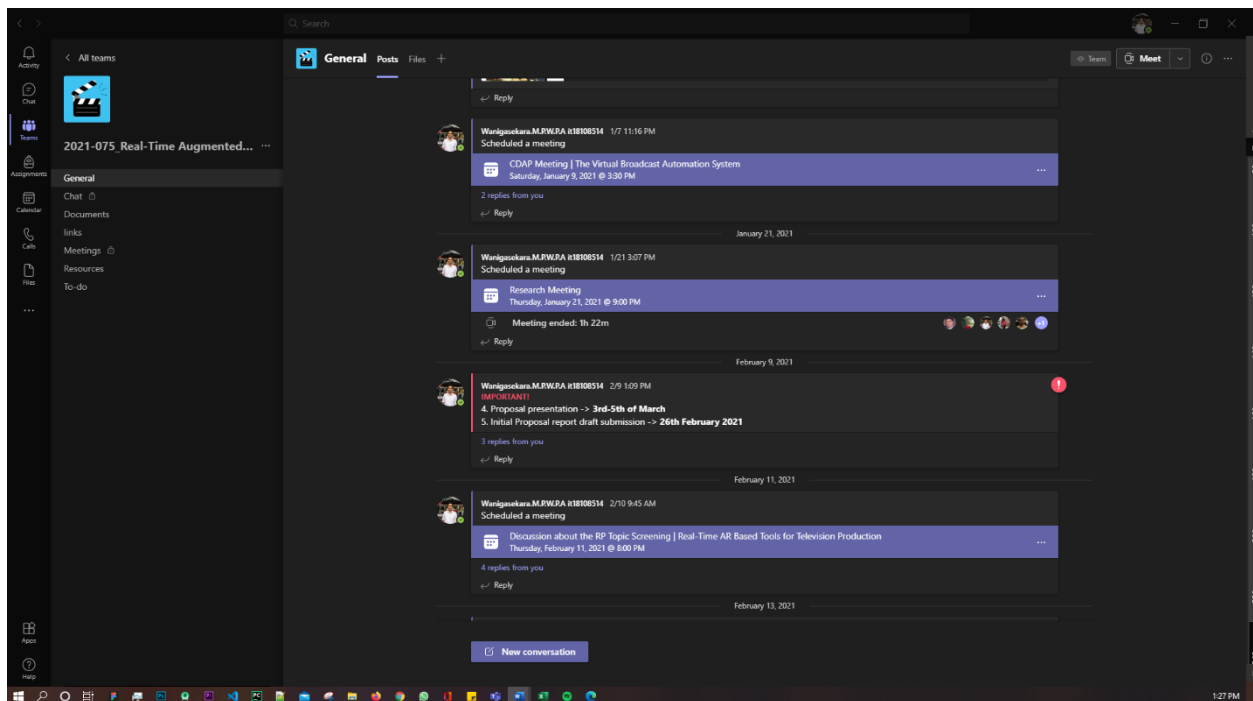 Search
Activity
Chat
Teams
Assignments
Calendar
Calls
Files
Apps
Help
All teams
2021-075_Real-Time Augmented...
General
Chat
Documents
links
Meetings
Resources
To-do
General Posts Files
Team
Meet
Reply
Wanigasekara.M.P.W.P.A it18108514 1/7 11:16 PM
Scheduled a meeting
CDAP Meeting | The Virtual Broadcast Automation System
Saturday, January 9, 2021 @ 3:30 PM
2 replies from you
Reply
January 21, 2021
Wanigasekara.M.P.W.P.A it18108514 1/21 3:07 PM
Scheduled a meeting
Research Meeting
Thursday, January 21, 2021 @ 9:00 PM
Meeting ended: 1h 22m
+1
Reply
February 9, 2021
Wanigasekara.M.P.W.P.A it18108514 2/9 1:09 PM
IMPORTANT!
4. Proposal presentation -> 3rd-5th of March
5. Initial Proposal report draft submission -> 26th February 2021
3 replies from you
Reply
February 11, 2021
Wanigasekara.M.P.W.P.A it18108514 2/10 9:45 AM
Scheduled a meeting
Discussion about the RP Topic Screening | Real-Time AR Based Tools for Television Production
Thursday, February 11, 2021 @ 8:00 PM
4 replies from you
Reply
February 13, 2021
New conversation
1:27 PM